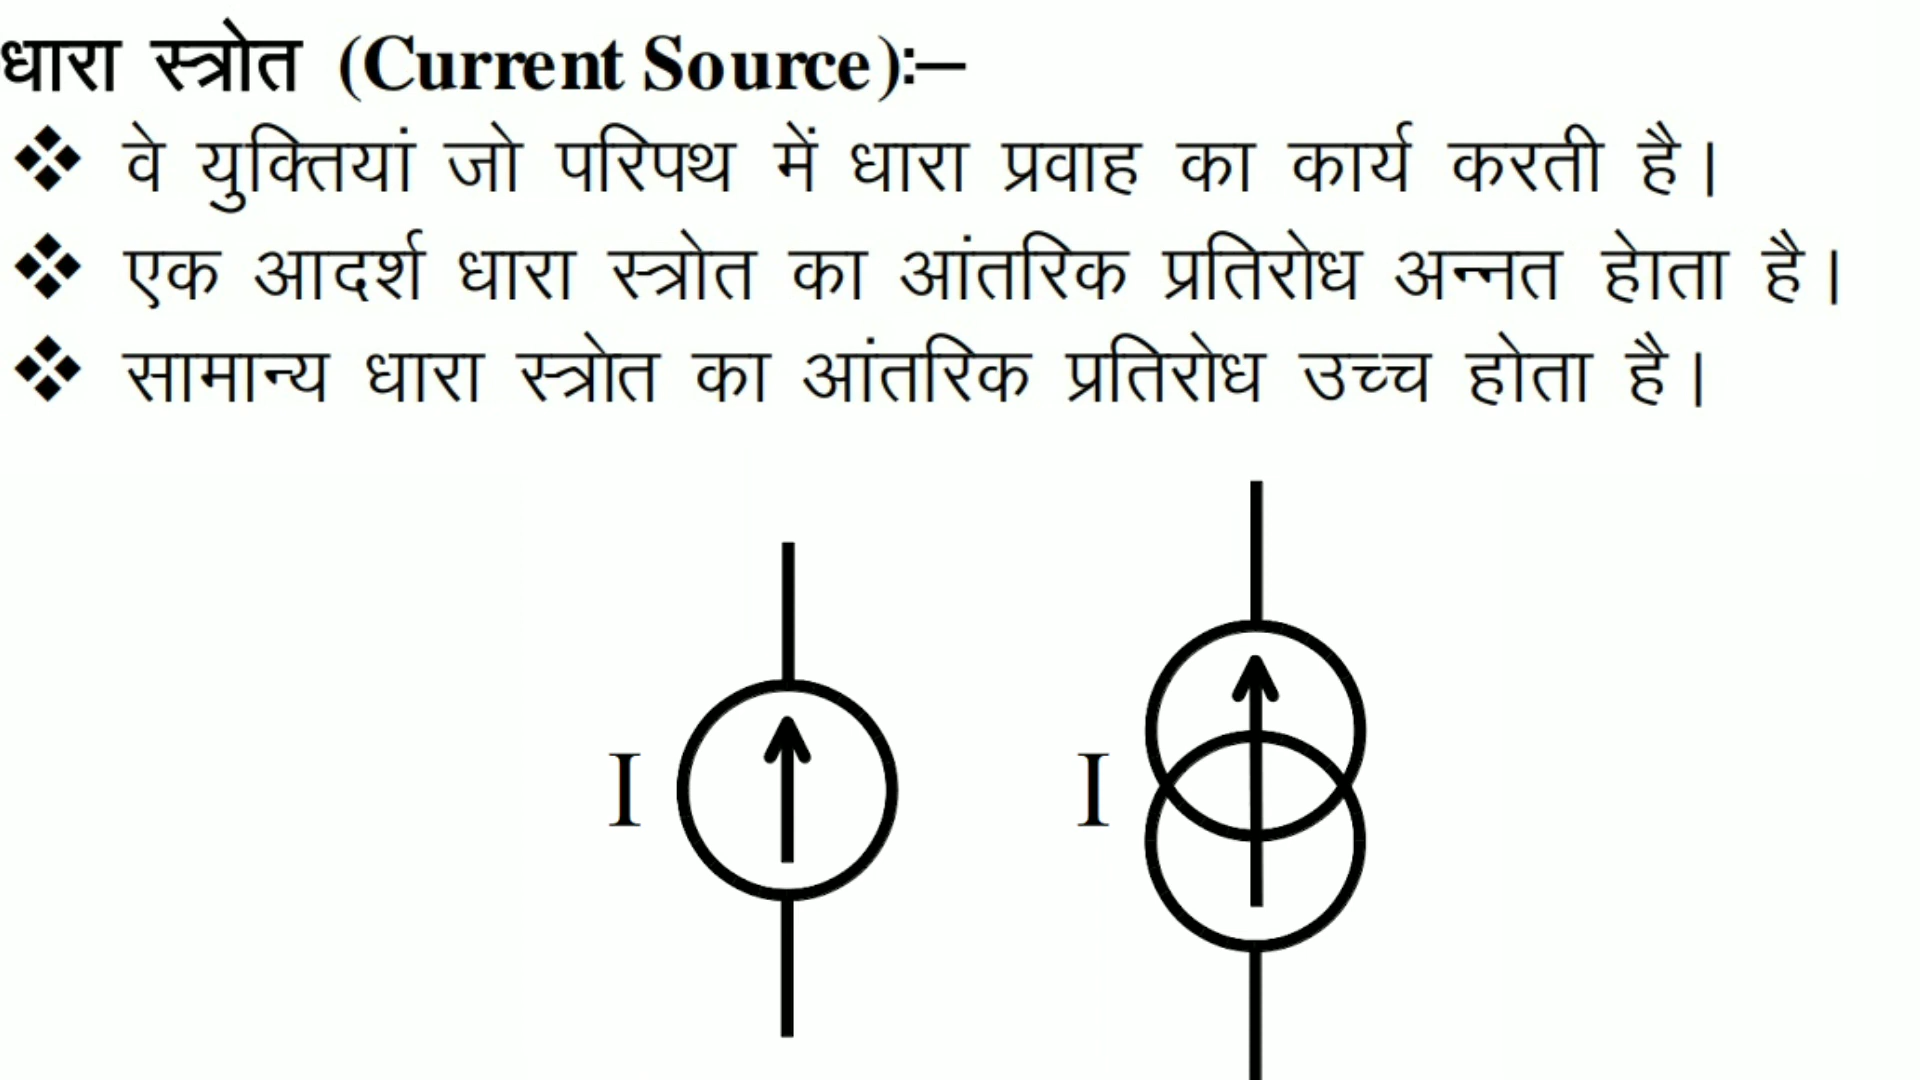 धारा स्त्रोत (Current Source):–
❖ वे युक्तियां जो परिपथ में धारा प्रवाह का कार्य करती है।
❖ एक आदर्श धारा स्त्रोत का आंतरिक प्रतिरोध अन्नत हेाता है।
❖ सामान्य धारा स्त्रोत का आंतरिक प्रतिरोध उच्च होता है।
I I